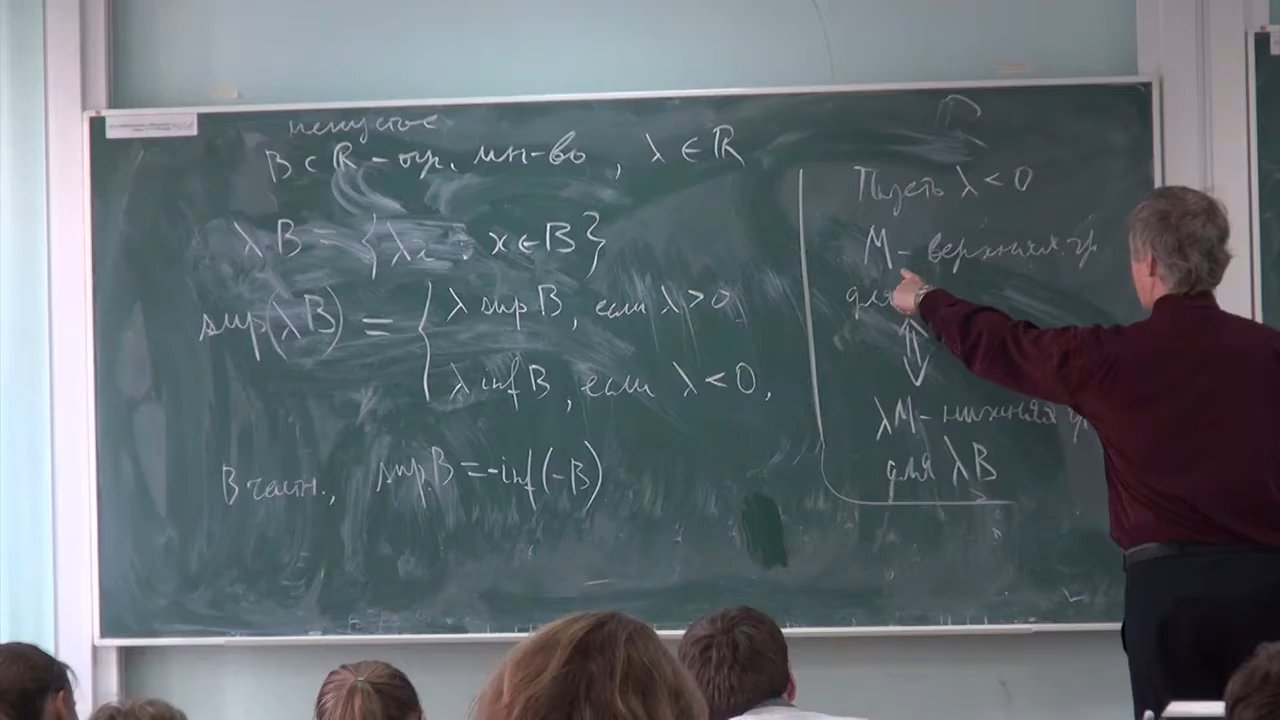 непустое
B ⊂ ℝ - огр. мн-во, λ ∈ ℝ
λB = {λx : x ∈ B}
sup(λB) = { λ sup B, если λ > 0,
λ inf B, если λ < 0,
В частн., sup B = -inf(-B)
Пусть λ < 0
M - верхняя гр
для
⇕
λM - нижняя
для λB